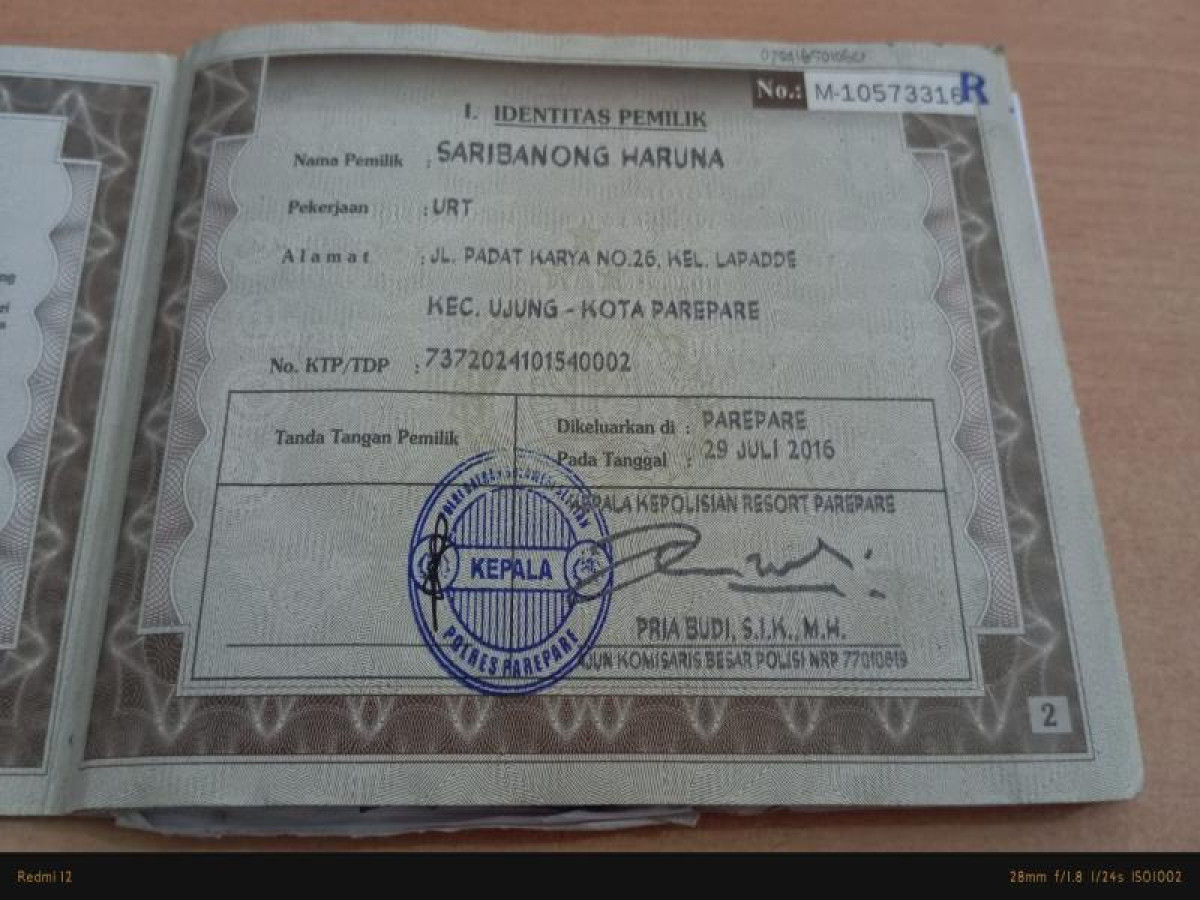 No.: M-10573316 R
I. IDENTITAS PEMILIK
Nama Pemilik : SARIBANONG HARUNA
Pekerjaan : URT
Alamat : JL. PADAT KARYA NO.26, KEL. LAPADDE
KEC. UJUNG - KOTA PAREPARE
No. KTP/TDP : 7372024101540002
Tanda Tangan Pemilik
Dikeluarkan di : PAREPARE
Pada Tanggal : 29 JULI 2016
KEPALA KEPOLISIAN RESORT PAREPARE
KEPALA
POLRES PAREPARE
PRIA BUDI, S.I.K., M.H.
AJUN KOMISARIS BESAR POLISI NRP 77010819
2
Redmi 12
28mm f/1.8 1/24s ISO1002